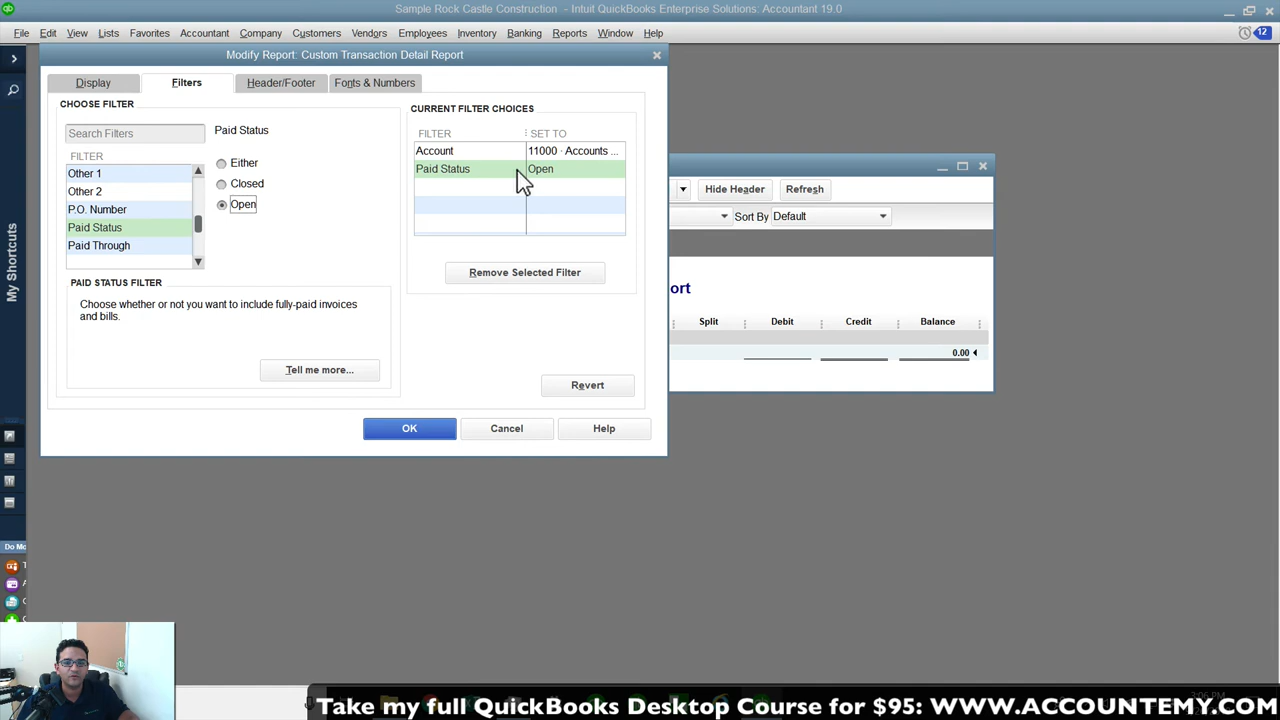 Sample Rock Castle Construction - Intuit QuickBooks Enterprise Solutions: Accountant 19.0
File Edit View Lists Favorites Accountant Company Customers Vendors Employees Inventory Banking Reports Window Help
12
Modify Report: Custom Transaction Detail Report
Display Filters Header/Footer Fonts & Numbers
CHOOSE FILTER
Search Filters
FILTER
Other 1
Other 2
P.O. Number
Paid Status
Paid Through
Paid Status
Either
Closed
Open
PAID STATUS FILTER
Choose whether or not you want to include fully-paid invoices
and bills.
Tell me more...
CURRENT FILTER CHOICES
FILTER SET TO
Account 11000 · Accounts ...
Paid Status Open
Remove Selected Filter
Revert
OK Cancel Help
Hide Header Refresh
Sort By Default
ort
Split Debit Credit Balance
0.00
My Shortcuts
Do Mo
3:06 PM
Take my full QuickBooks Desktop Course for $95: WWW.ACCOUNTEMY.COM